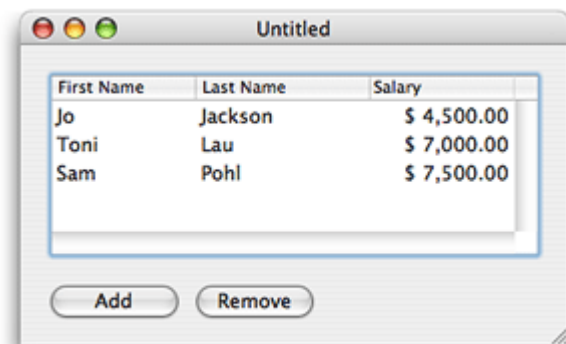 Untitled
First Name Last Name Salary
Jo Jackson $ 4,500.00
Toni Lau $ 7,000.00
Sam Pohl $ 7,500.00
Add Remove